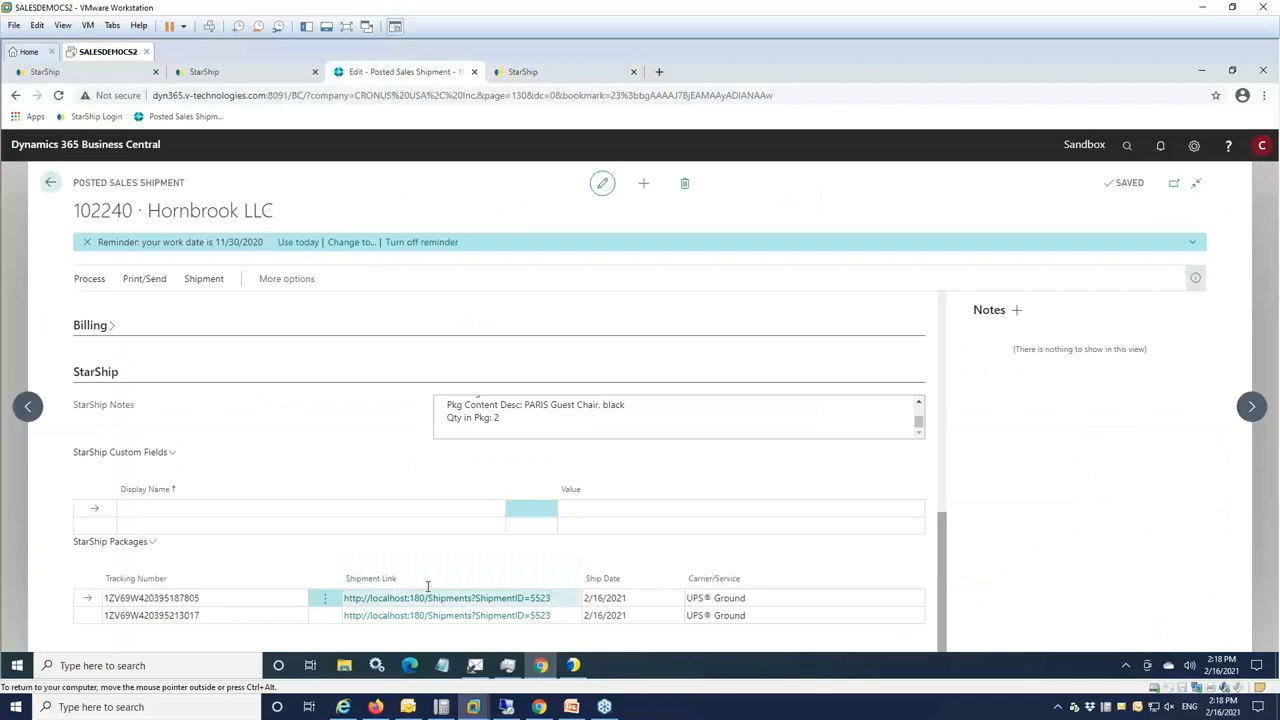 SALESDEMOCS2 - VMware Workstation
File Edit View VM Tabs Help
Home SALESDEMOCS2
StarShip StarShip Edit - Posted Sales Shipment - 1 StarShip
Not secure dyn365.v-technologies.com:8091/BC/?company=CRONUS%20USA%2C%20Inc.&page=130&dc=0&bookmark=23%3bbgAAAAJ7BjEAMAAyADIANAAw
Apps StarShip Login Posted Sales Shipm...
Dynamics 365 Business Central Sandbox ? C
POSTED SALES SHIPMENT SAVED
102240 · Hornbrook LLC
Reminder: your work date is 11/30/2020 Use today | Change to... | Turn off reminder
Process Print/Send Shipment More options
Billing
Notes
(There is nothing to show in this view)
StarShip
StarShip Notes
Pkg Content Desc: PARIS Guest Chair, black
Qty in Pkg: 2
StarShip Custom Fields
Display Name Value
StarShip Packages
Tracking Number Shipment Link Ship Date Carrier/Service
1ZV69W420395187805 http://localhost:180/Shipments?ShipmentID=5523 2/16/2021 UPS® Ground
1ZV69W420395213017 http://localhost:180/Shipments?ShipmentID=5523 2/16/2021 UPS® Ground
Type here to search 2:18 PM
2/16/2021
To return to your computer, move the mouse pointer outside or press Ctrl+Alt.
Type here to search ENG 2:18 PM
2/16/2021